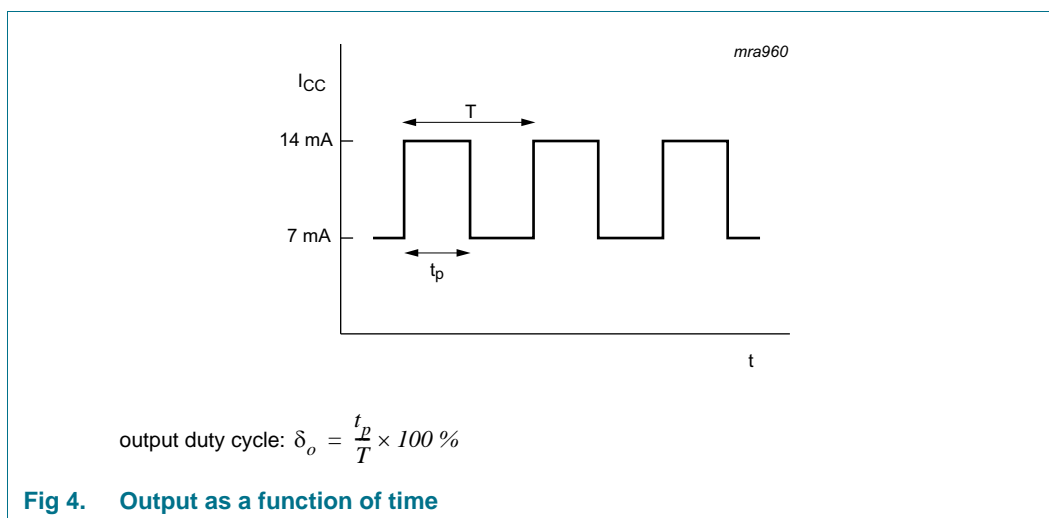 mra960
I_CC
T
14 mA
7 mA
t_p
t
output duty cycle: δ_o = t_p/T × 100 %
Fig 4. Output as a function of time